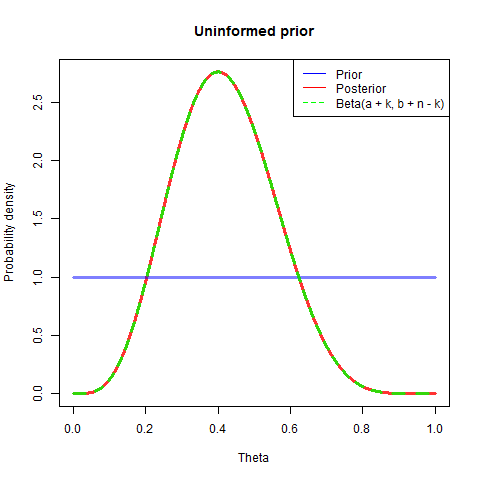 Uninformed prior
Prior
Posterior
Beta(a + k, b + n - k)
Probability density
2.5
2.0
1.5
1.0
0.5
0.0
0.0 0.2 0.4 0.6 0.8 1.0
Theta